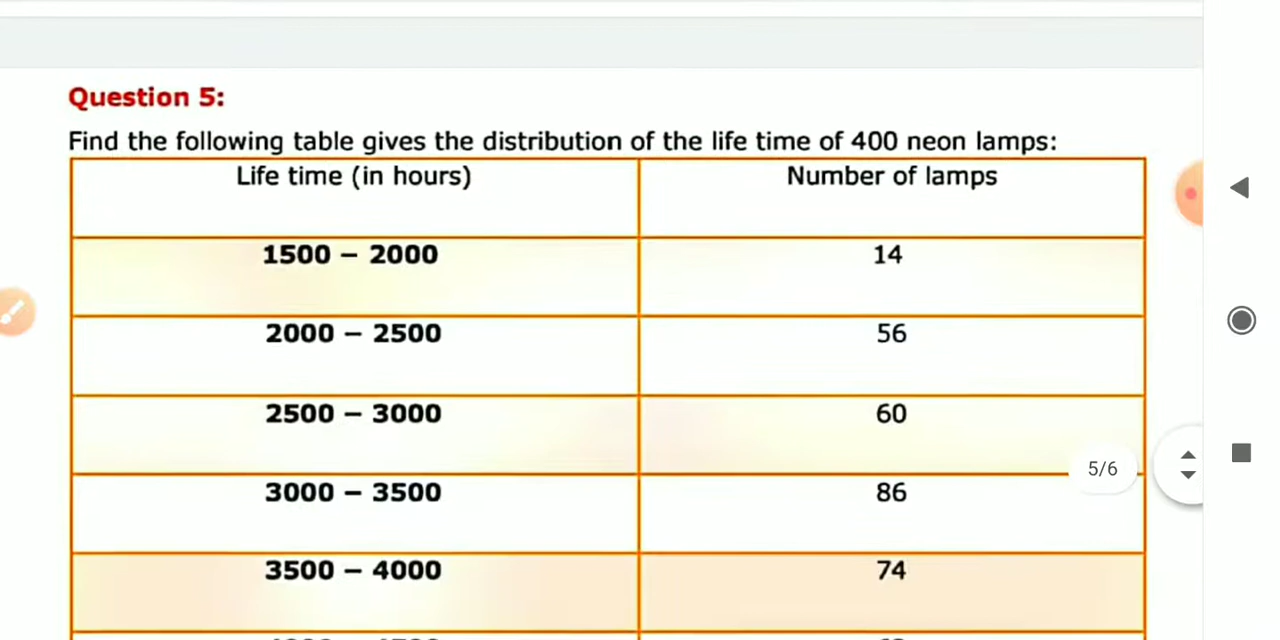 Question 5:
Find the following table gives the distribution of the life time of 400 neon lamps:
Life time (in hours) Number of lamps
1500 – 2000 14
2000 – 2500 56
2500 – 3000 60
3000 – 3500 86
5/6
3500 – 4000 74